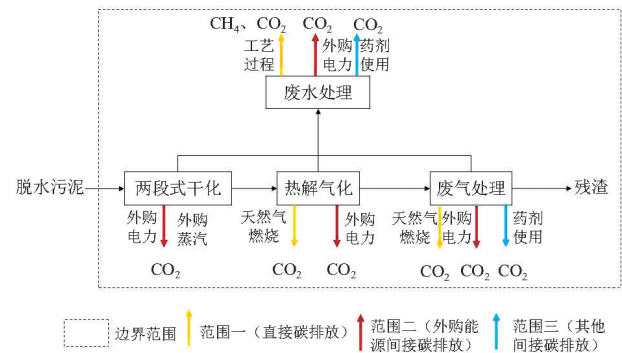 CH₄、CO₂ CO₂ CO₂
工艺 外购 药剂
过程 电力 使用
废水处理
脱水污泥 两段式干化 热解气化 废气处理 残渣
外购 外购 天然气 外购 天然气 外购 药剂
电力 蒸汽 燃烧 电力 燃烧 电力 使用
CO₂ CO₂ CO₂ CO₂ CO₂ CO₂
边界范围 范围一（直接碳排放） 范围二（外购能 范围三（其他
源间接碳排放） 间接碳排放）